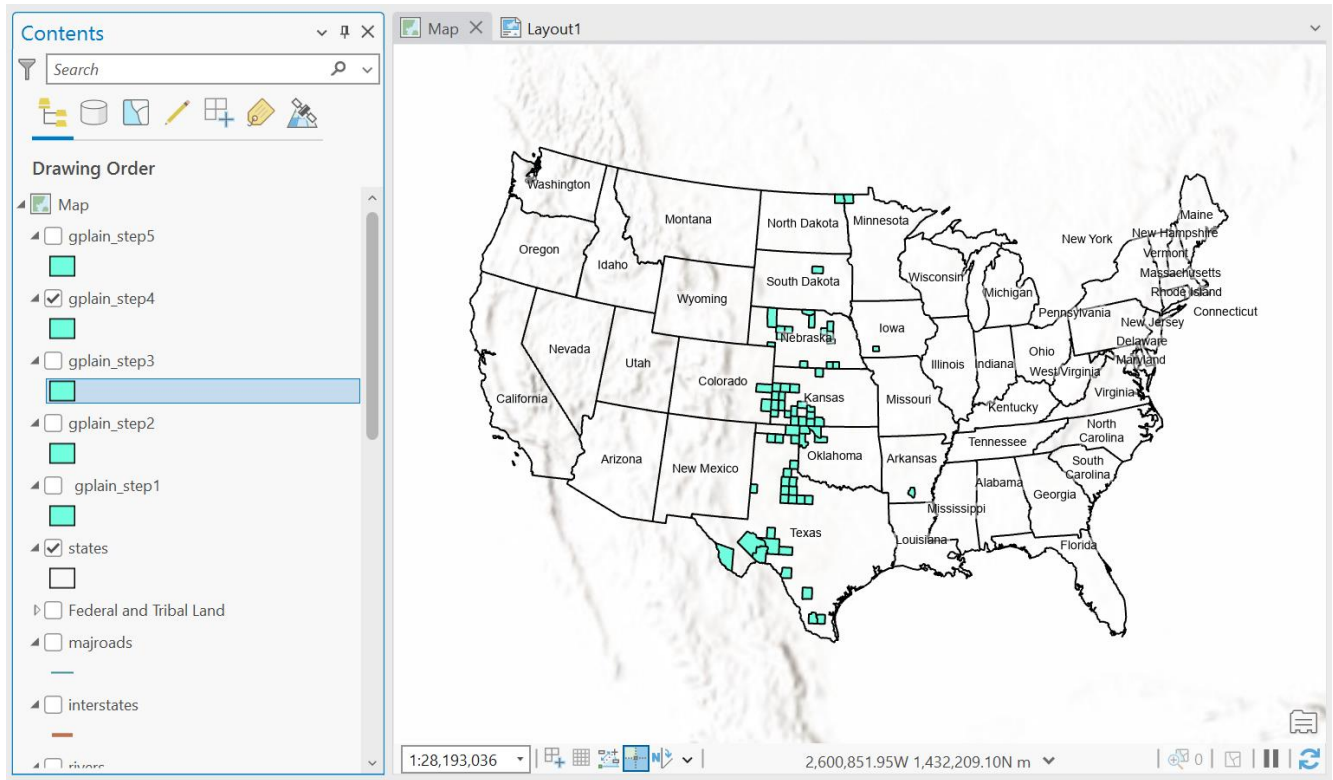 Contents
Search
Drawing Order
Map
gplain_step5
gplain_step4
gplain_step3
gplain_step2
gplain_step1
states
Federal and Tribal Land
majroads
interstates
rivers
Map
Layout1
Washington
Montana
North Dakota
Minnesota
Maine
New York
New Hampshire
Vermont
Oregon
Idaho
Massachusetts
South Dakota
Wisconsin
Michigan
Rhode Island
Wyoming
Pennsylvania
Connecticut
New Jersey
Nebraska
Iowa
Delaware
Nevada
Utah
Ohio
Maryland
Illinois
Indiana
West Virginia
Colorado
California
Kansas
Missouri
Virginia
Kentucky
North
Carolina
Tennessee
Arizona
New Mexico
Oklahoma
Arkansas
South
Carolina
Alabama
Georgia
Mississippi
Texas
Louisiana
Florida
1:28,193,036
N
2,600,851.95W 1,432,209.10N m
0